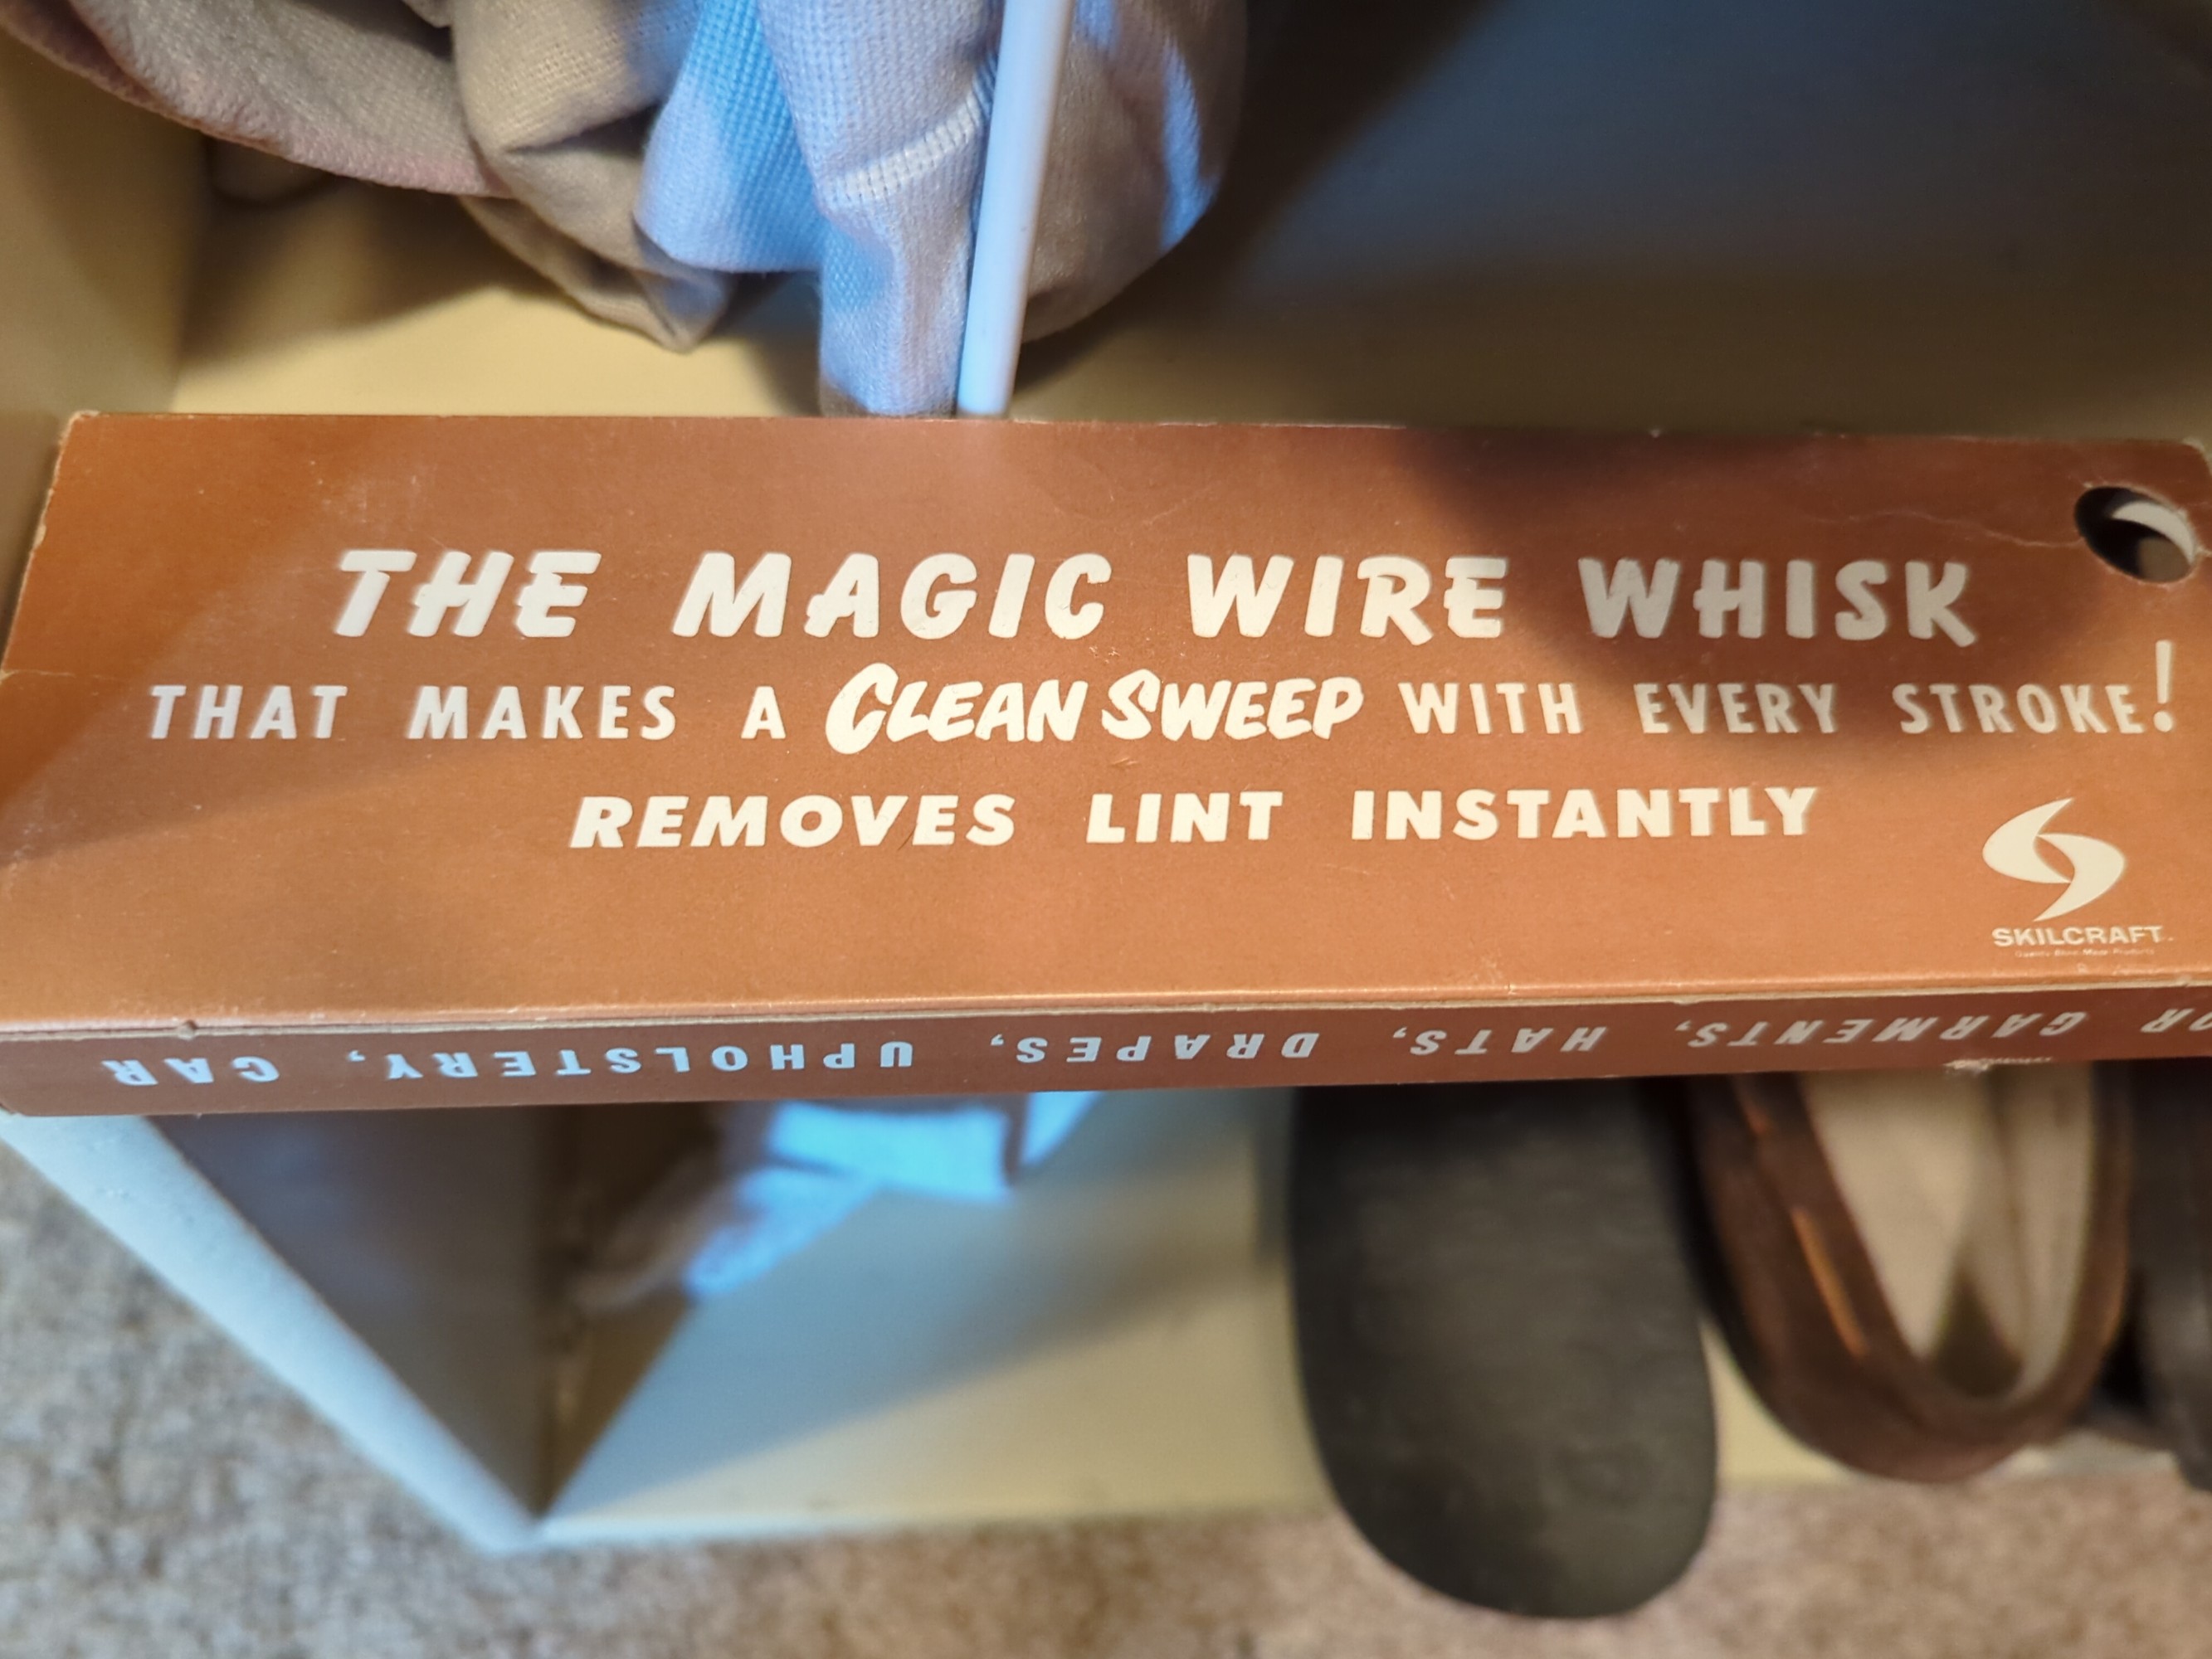 THE MAGIC WIRE WHISK
THAT MAKES A CLEAN SWEEP WITH EVERY STROKE!
REMOVES LINT INSTANTLY
SKILCRAFT
GARMENTS, HATS, DRAPES, UPHOLSTERY, CAR